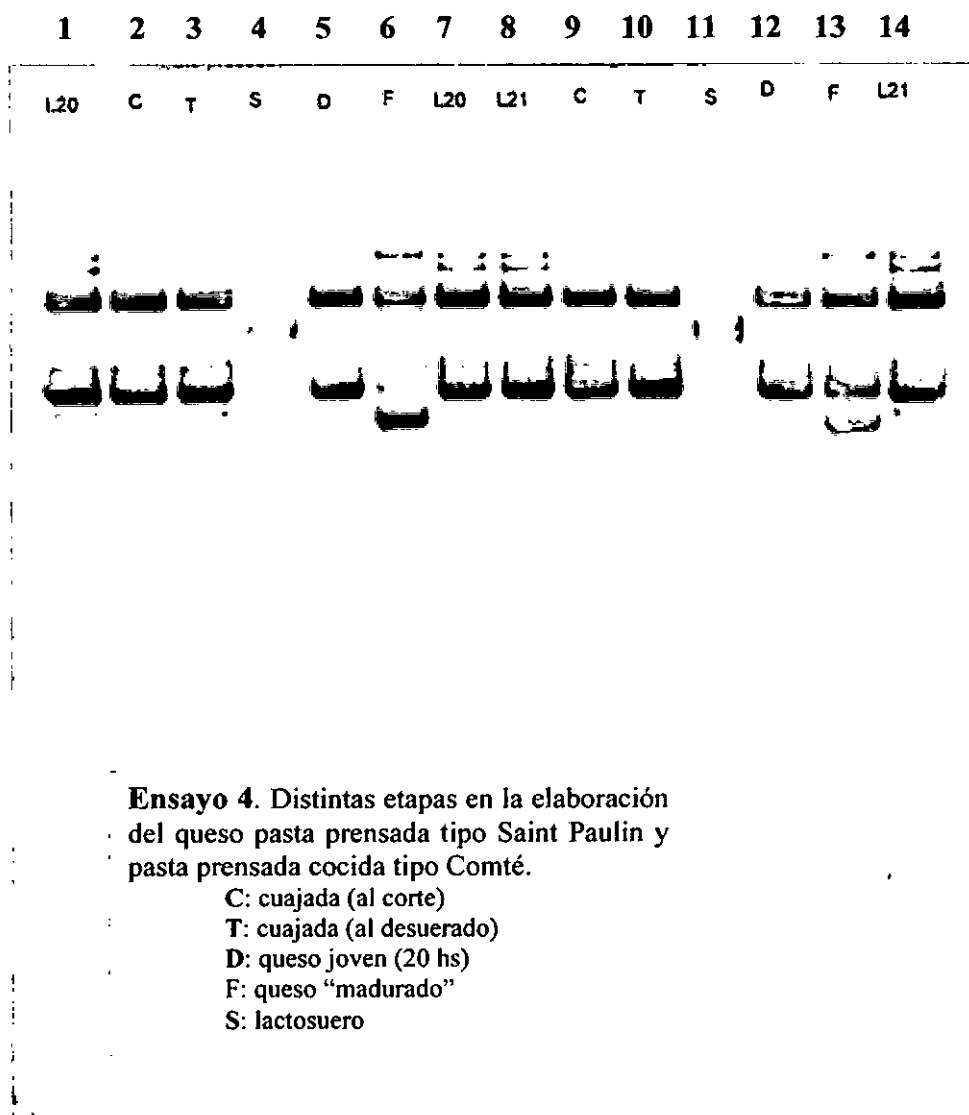 1 2 3 4 5 6 7 8 9 10 11 12 13 14
L20 C T S D F L20 L21 C T S D F L21
Ensayo 4. Distintas etapas en la elaboración
del queso pasta prensada tipo Saint Paulin y
pasta prensada cocida tipo Comté.
C: cuajada (al corte)
T: cuajada (al desuerado)
D: queso joven (20 hs)
F: queso “madurado”
S: lactosuero